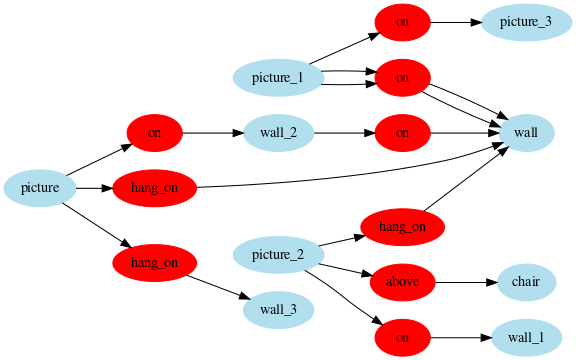 on
picture_3
picture_1
on
on
wall_2
on
wall
picture
hang_on
hang_on
picture_2
hang_on
above
chair
wall_3
on
wall_1